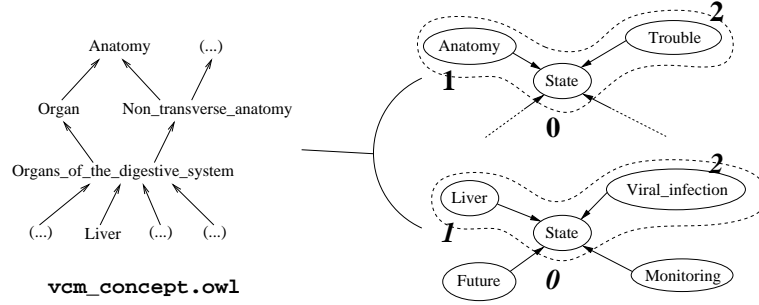 Anatomy (...)
Organ Non_transverse_anatomy
Organs_of_the_digestive_system
(...) Liver (...) (...)
vcm_concept.owl
2
Anatomy Trouble
1 State
0
2
Liver Viral_infection
1 State
0
Future Monitoring